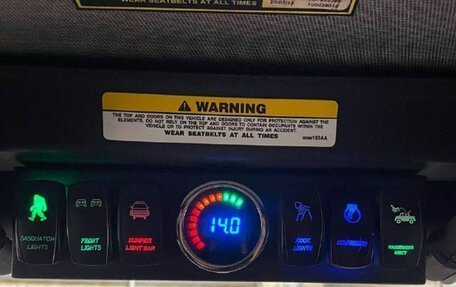 WEAR SEATBELTS AT ALL TIMES
WARNING
THE TOP AND DOORS ON THIS VEHICLE ARE DESIGNED ONLY FOR PROTECTION AGAINST THE
ELEMENTS. DO NOT RELY ON THE TOP AND DOORS TO CONTAIN OCCUPANTS WITHIN THE
VEHICLE OR TO PROTECT AGAINST INJURY DURING AN ACCIDENT.
WEAR SEATBELTS AT ALL TIMES
SASQUATCH
LIGHTS
FRONT
LIGHTS
BUMPER
LIGHT BAR
14.0
ROCK
LIGHTS
COMPRESSOR
PASSENGER
EJECT